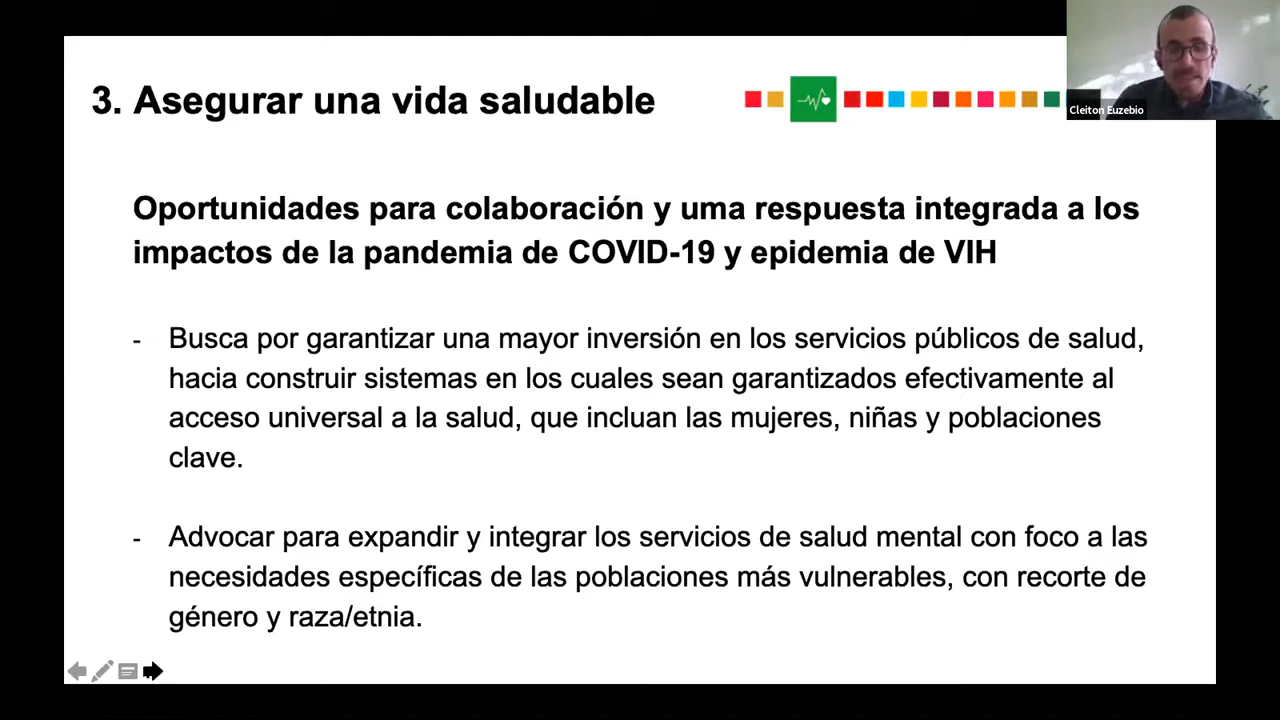 3. Asegurar una vida saludable
Cleiton Euzebio
Oportunidades para colaboración y uma respuesta integrada a los
impactos de la pandemia de COVID-19 y epidemia de VIH
- Busca por garantizar una mayor inversión en los servicios públicos de salud,
hacia construir sistemas en los cuales sean garantizados efectivamente al
acceso universal a la salud, que incluan las mujeres, niñas y poblaciones
clave.
- Advocar para expandir y integrar los servicios de salud mental con foco a las
necesidades específicas de las poblaciones más vulnerables, con recorte de
género y raza/etnia.